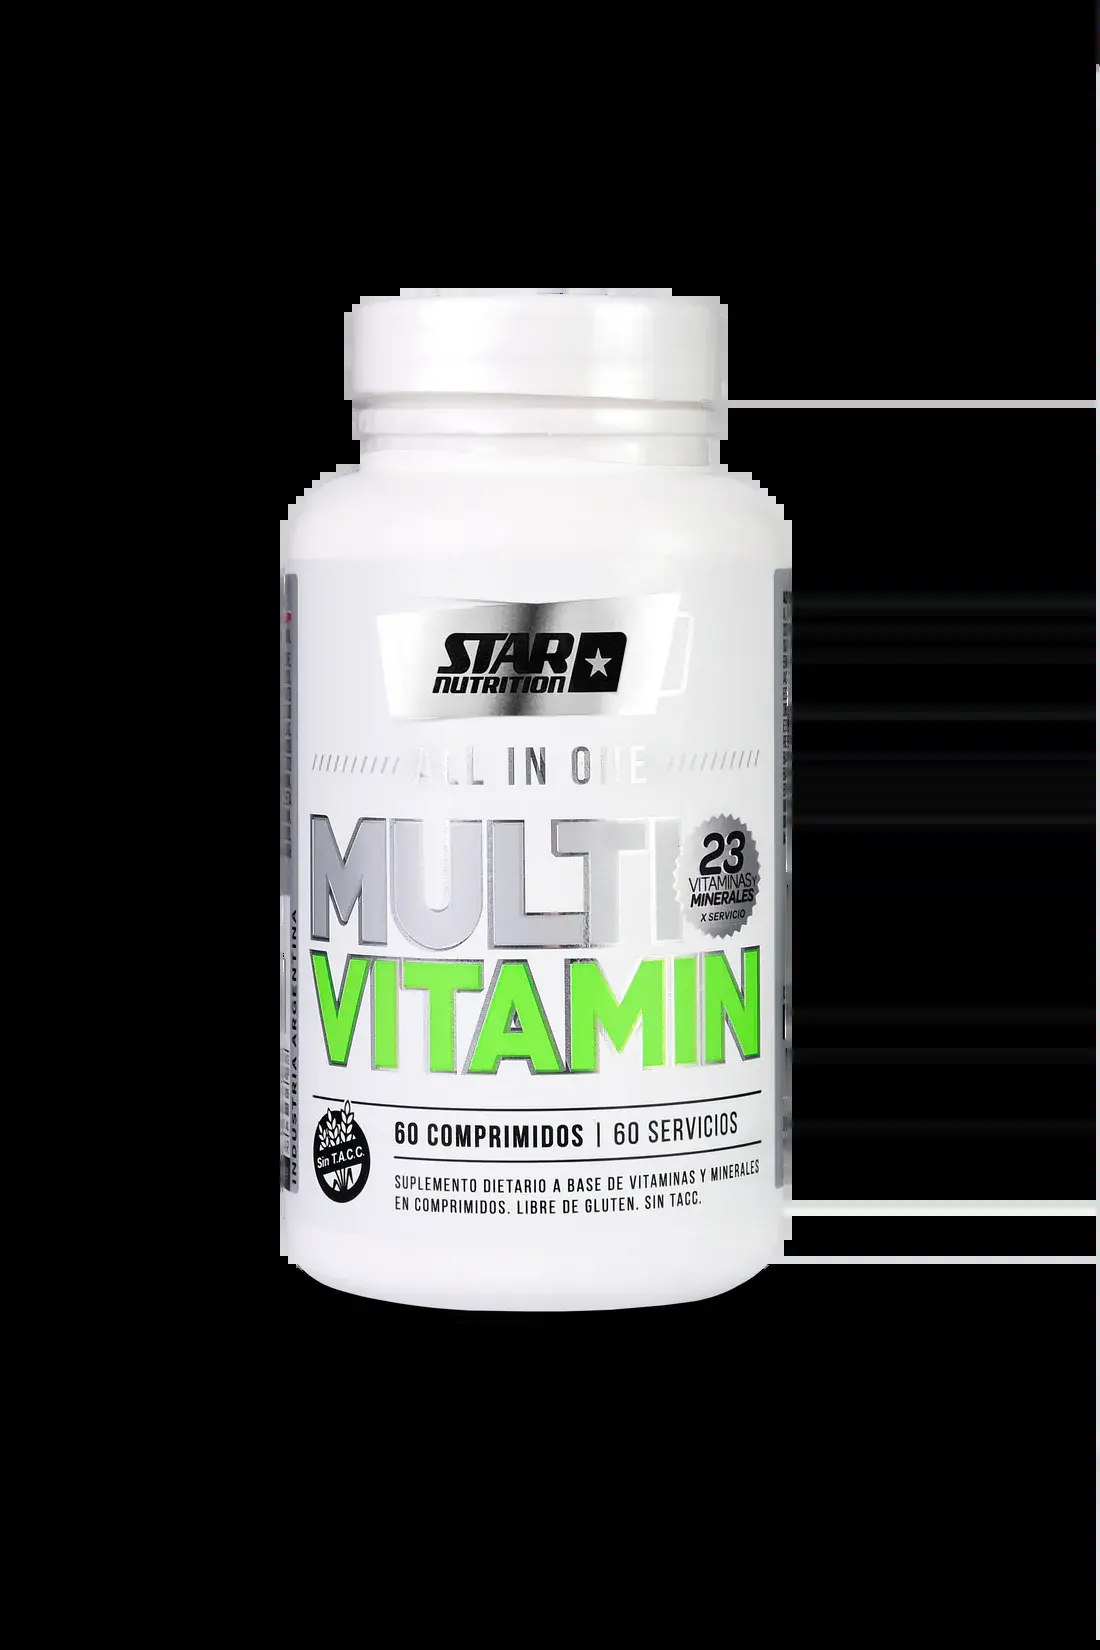 STAR
NUTRITION
ALL IN ONE
MULTI
VITAMIN
23
VITAMINAS Y
MINERALES
X SERVICIO
Sin T.A.C.C.
60 COMPRIMIDOS | 60 SERVICIOS
SUPLEMENTO DIETARIO A BASE DE VITAMINAS Y MINERALES
EN COMPRIMIDOS. LIBRE DE GLUTEN. SIN TACC.
INDUSTRIA ARGENTINA